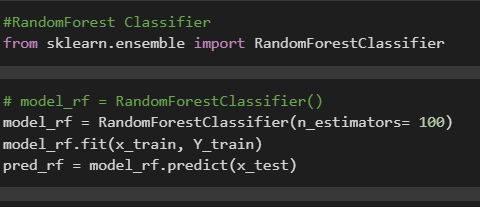 #RandomForest Classifier
from sklearn.ensemble import RandomForestClassifier
# model_rf = RandomForestClassifier()
model_rf = RandomForestClassifier(n_estimators= 100)
model_rf.fit(x_train, Y_train)
pred_rf = model_rf.predict(x_test)